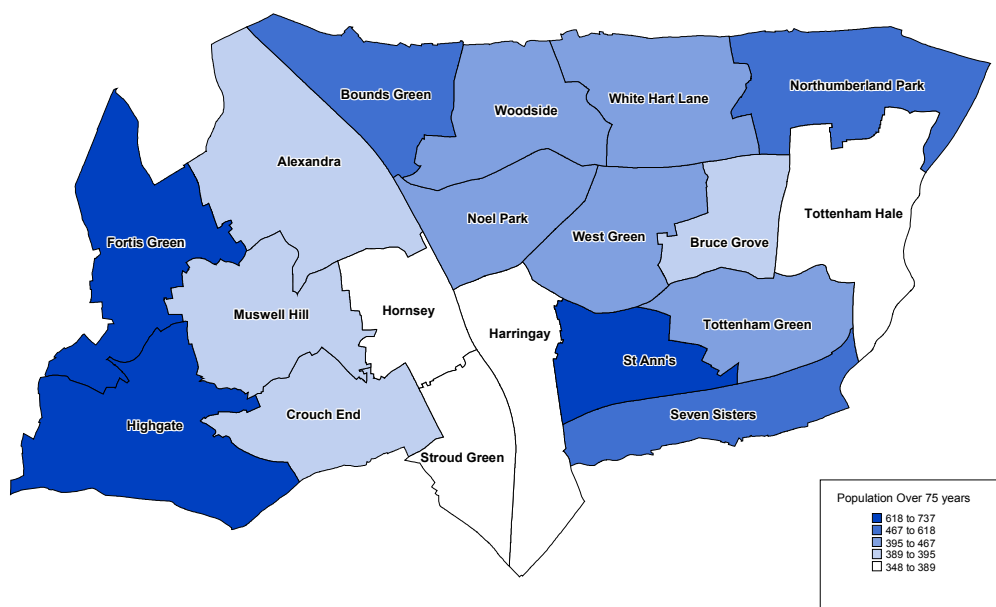 Northumberland Park
Bounds Green
White Hart Lane
Woodside
Alexandra
Tottenham Hale
Noel Park
West Green
Bruce Grove
Fortis Green
Muswell Hill
Hornsey
Tottenham Green
Harringay
St Ann's
Crouch End
Seven Sisters
Highgate
Stroud Green
Population Over 75 years
618 to 737
467 to 618
395 to 467
389 to 395
348 to 389